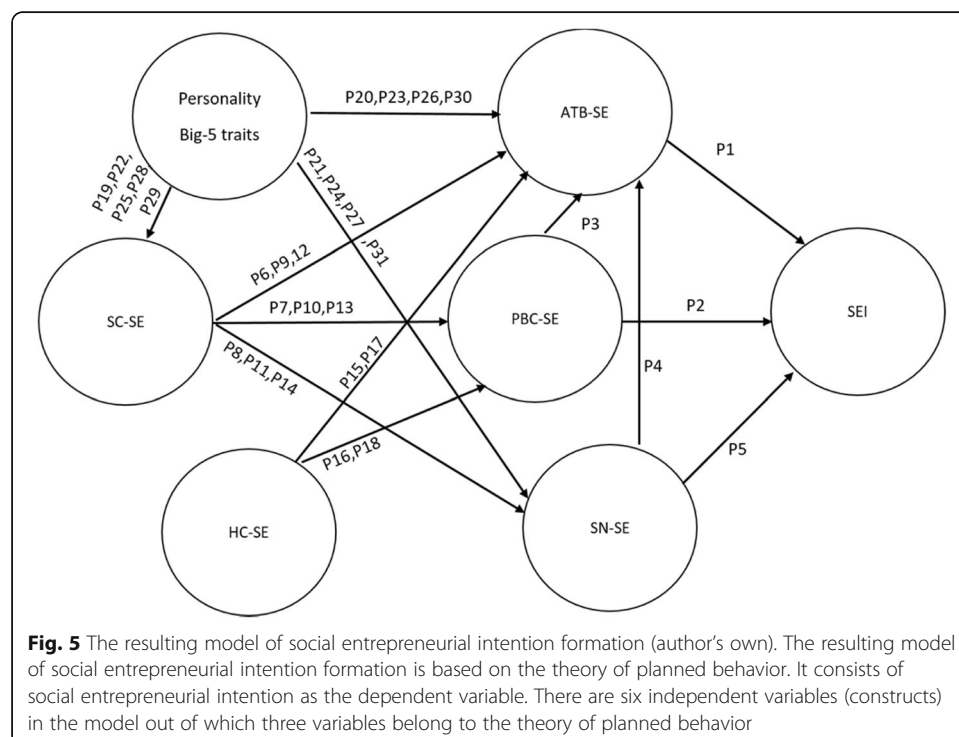 Personality
Big-5 traits
P20,P23,P26,P30
ATB-SE
P1
P19,P22,
P25,P28
P29
P21,P24,P27 ,P31
P3
P6,P9,12
SC-SE
P7,P10,P13
PBC-SE
P2
SEI
P8,P11,P14
P15,P17
P4
P16,P18
P5
HC-SE
SN-SE
Fig. 5 The resulting model of social entrepreneurial intention formation (author's own). The resulting model
of social entrepreneurial intention formation is based on the theory of planned behavior. It consists of
social entrepreneurial intention as the dependent variable. There are six independent variables (constructs)
in the model out of which three variables belong to the theory of planned behavior